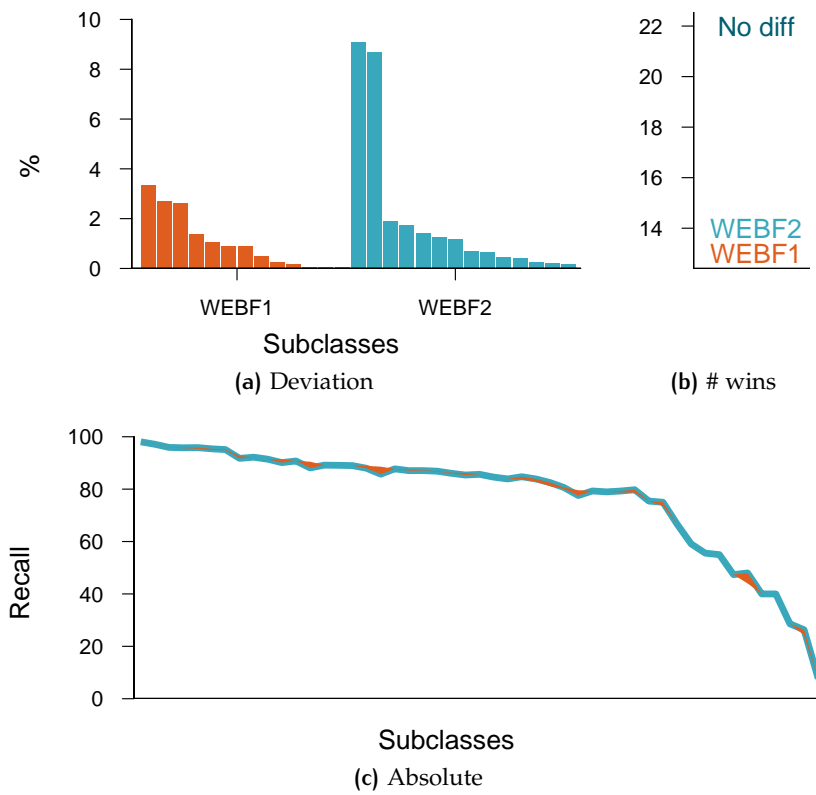 10
8
6
4
2
0
%
WEBF1 WEBF2
Subclasses
(a) Deviation
22
20
18
16
14
No diff
WEBF2
WEBF1
(b) # wins
100
80
60
40
20
0
Recall
Subclasses
(c) Absolute